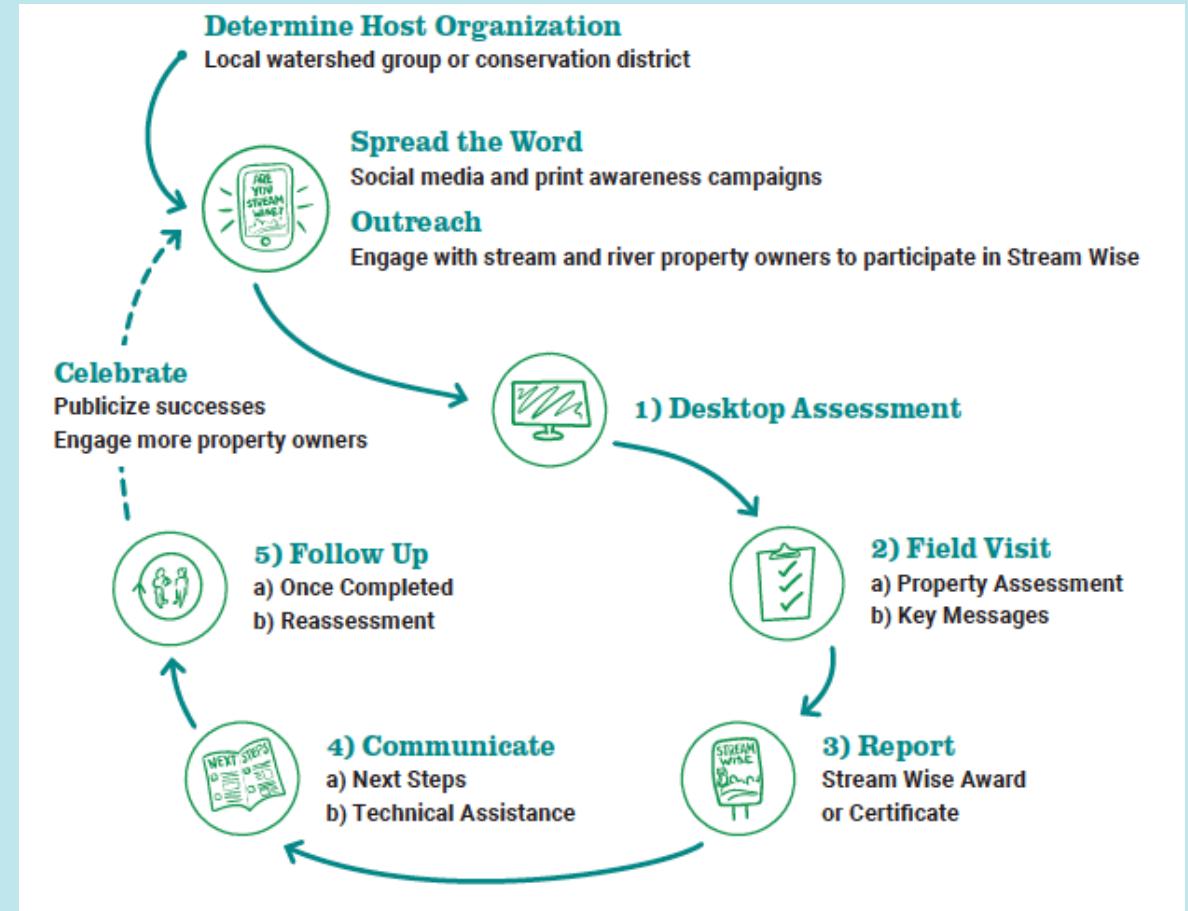 Determine Host Organization
Local watershed group or conservation district
ARE
YOU
STREAM
WISE?
Spread the Word
Social media and print awareness campaigns
Outreach
Engage with stream and river property owners to participate in Stream Wise
Celebrate
Publicize successes
Engage more property owners
1) Desktop Assessment
2) Field Visit
a) Property Assessment
b) Key Messages
3) Report
Stream Wise Award
or Certificate
STREAM
WISE
4) Communicate
a) Next Steps
b) Technical Assistance
NEXT STEPS
5) Follow Up
a) Once Completed
b) Reassessment